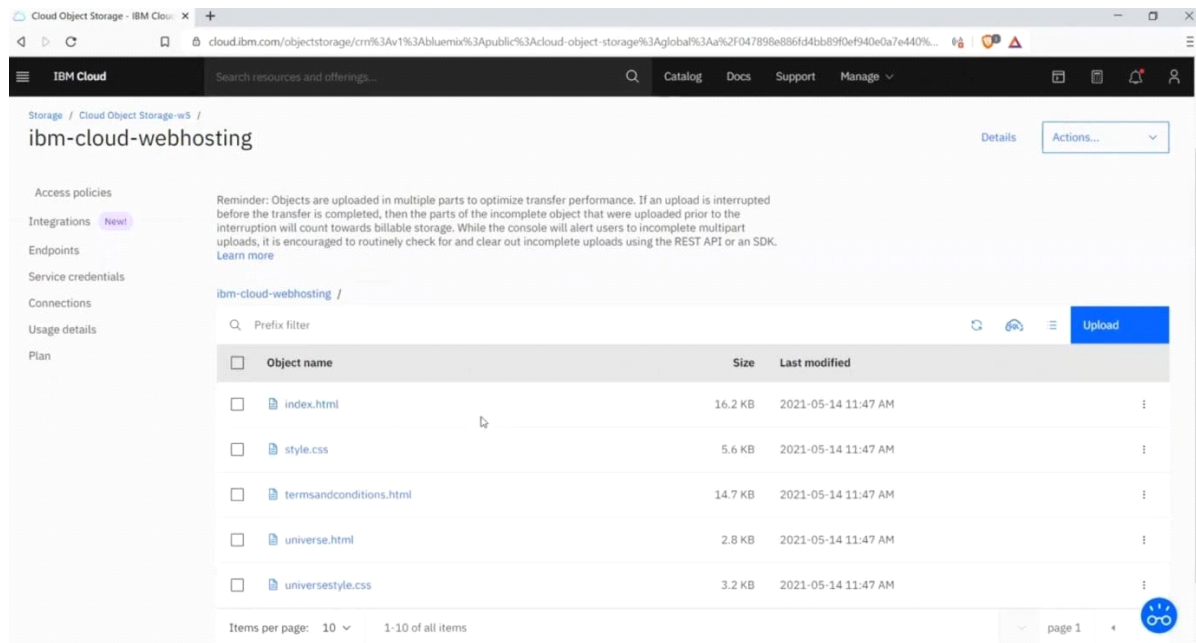 Cloud Object Storage - IBM Clou
cloud.ibm.com/objectstorage/crn%3Av1%3Abluemix%3Apublic%3Acloud-object-storage%3Aglobal%3Aa%2F047898e886fd4bb89f0ef940e0a7e440%...
IBM Cloud Search resources and offerings... Catalog Docs Support Manage
Storage / Cloud Object Storage-w5 /
ibm-cloud-webhosting
Details Actions...
Access policies
Integrations New!
Endpoints
Service credentials
Connections
Usage details
Plan
Reminder: Objects are uploaded in multiple parts to optimize transfer performance. If an upload is interrupted
before the transfer is completed, then the parts of the incomplete object that were uploaded prior to the
interruption will count towards billable storage. While the console will alert users to incomplete multipart
uploads, it is encouraged to routinely check for and clear out incomplete uploads using the REST API or an SDK.
Learn more
ibm-cloud-webhosting /
Prefix filter Upload
Object name Size Last modified
index.html 16.2 KB 2021-05-14 11:47 AM
style.css 5.6 KB 2021-05-14 11:47 AM
termsandconditions.html 14.7 KB 2021-05-14 11:47 AM
universe.html 2.8 KB 2021-05-14 11:47 AM
universestyle.css 3.2 KB 2021-05-14 11:47 AM
Items per page: 10 1-10 of all items page 1